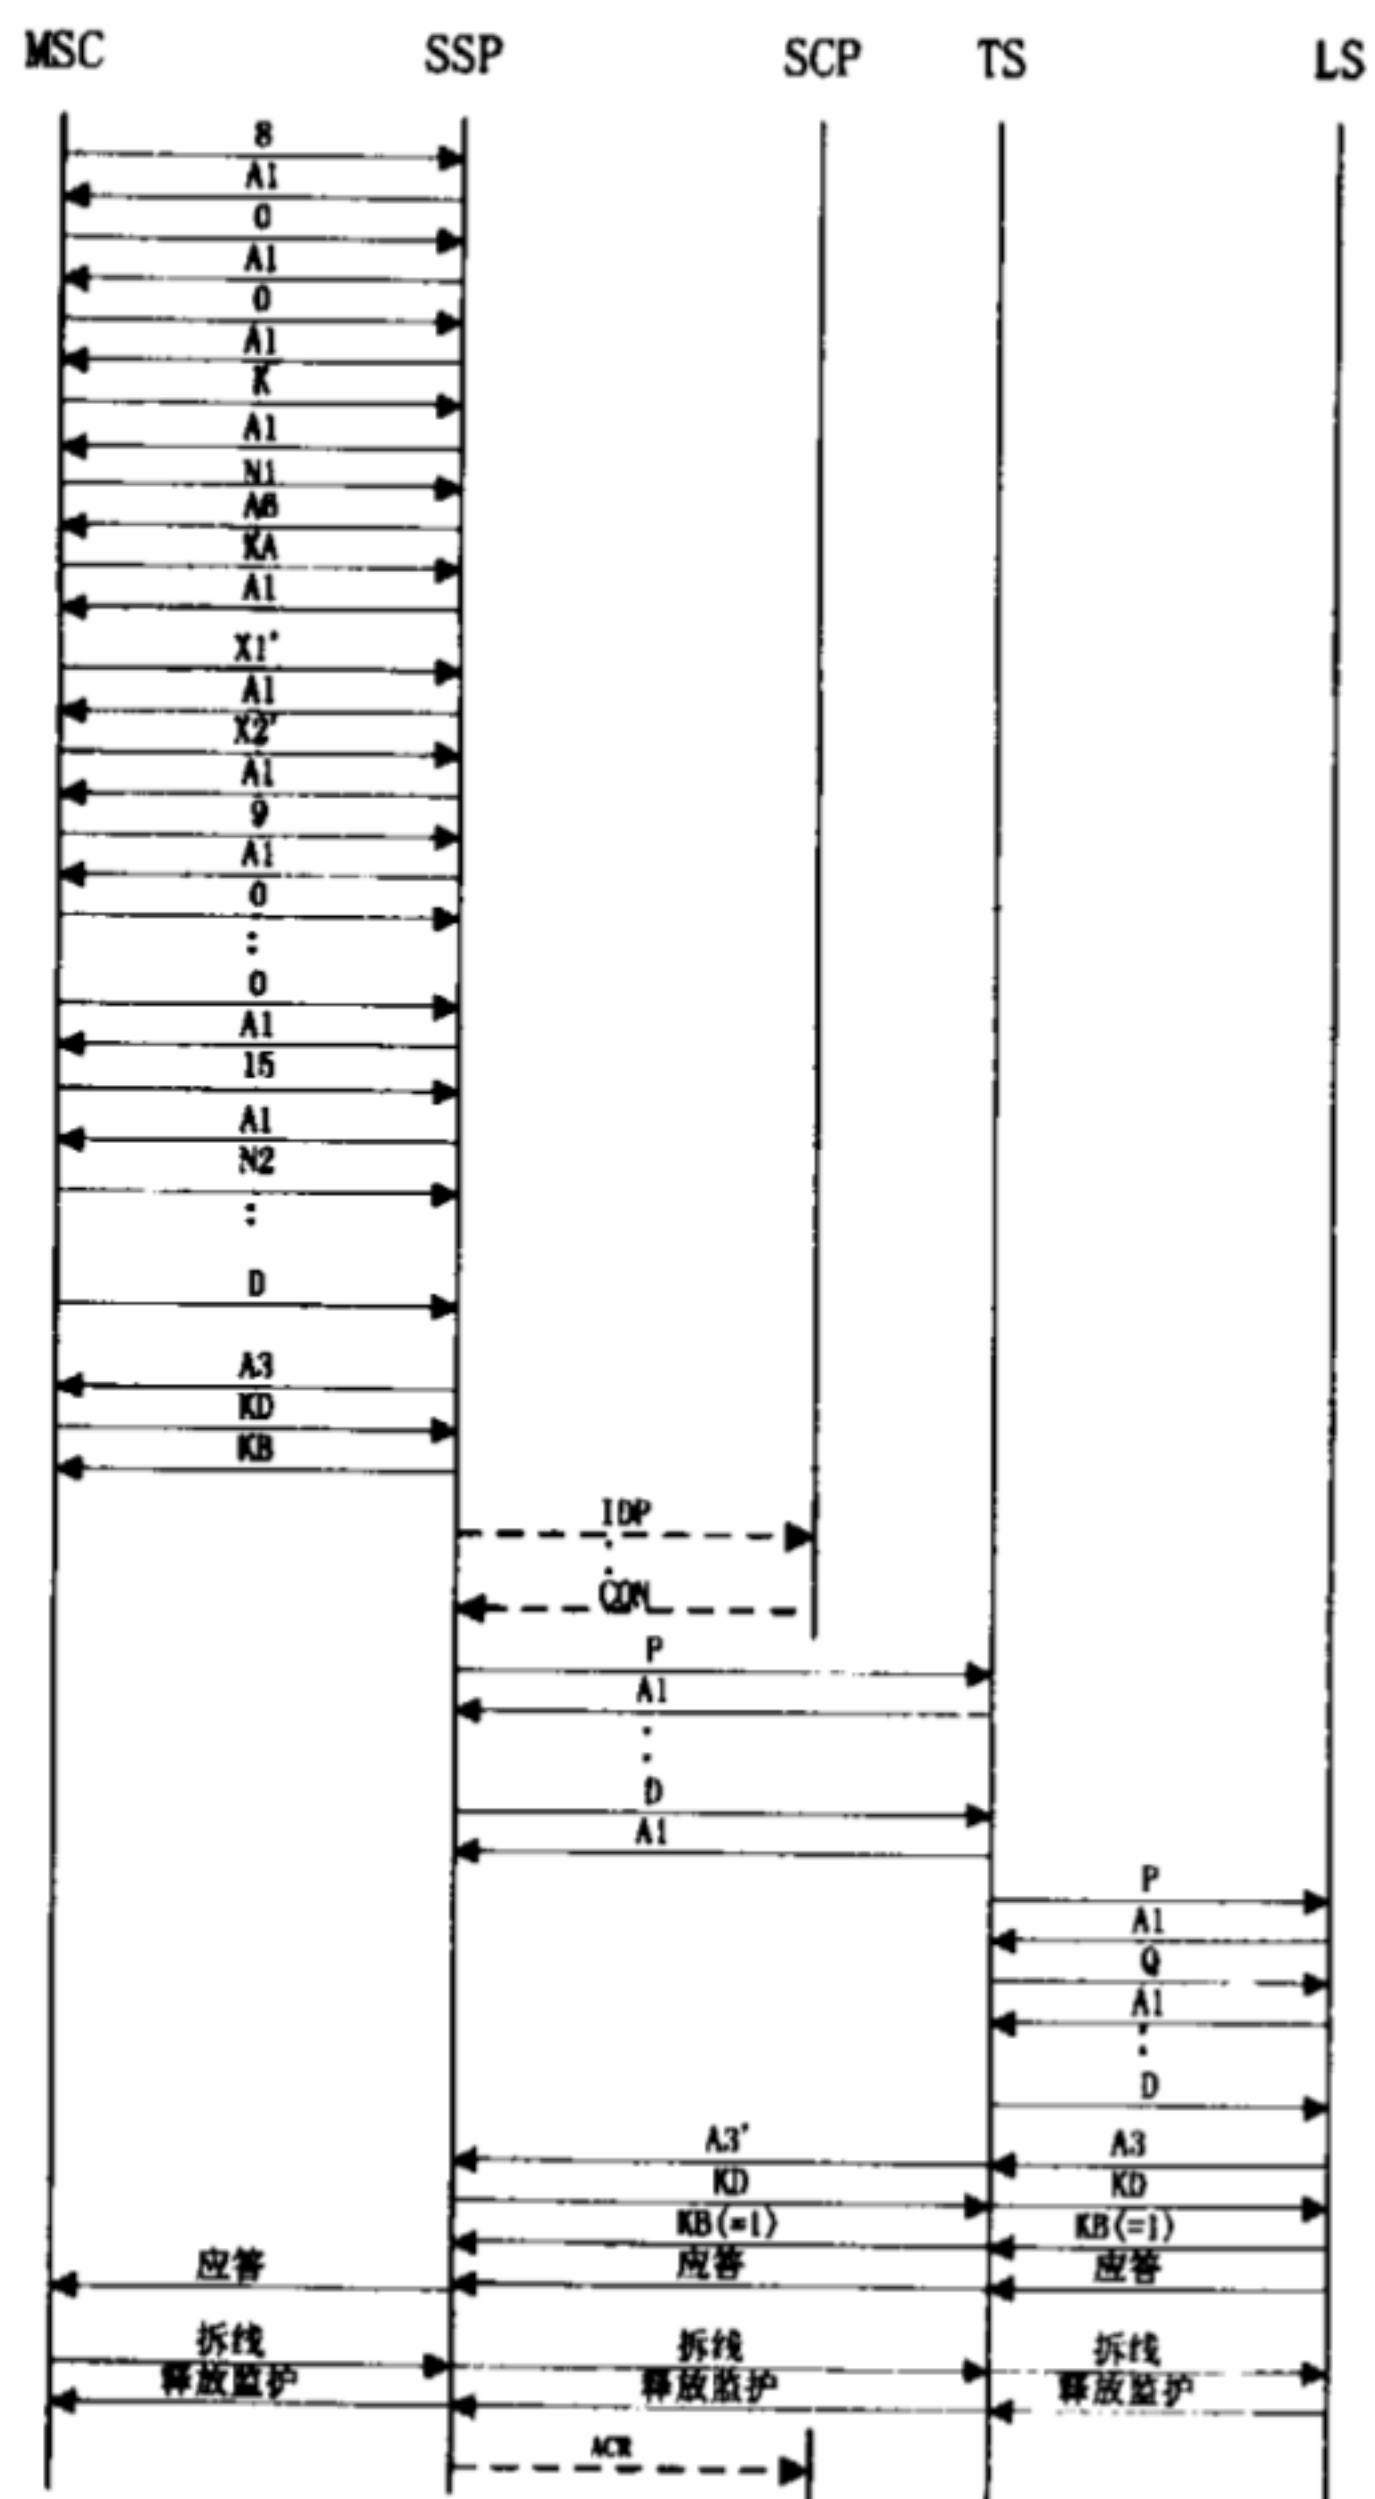 MSC SSP SCP TS LS
8
A1
0
A1
0
A1
K
A1
N1
A6
KA
A1
X1'
A1
X2'
A1
9
A1
0
0
A1
15
A1
N2
D
A3
KD
KB
IDP
CON
P
A1
D
A1
P
A1
Q
A1
D
A3' A3
KD KD
KB(=1) KB(=1)
应答 应答 应答
拆线 拆线 拆线
释放监护 释放监护 释放监护
ACR